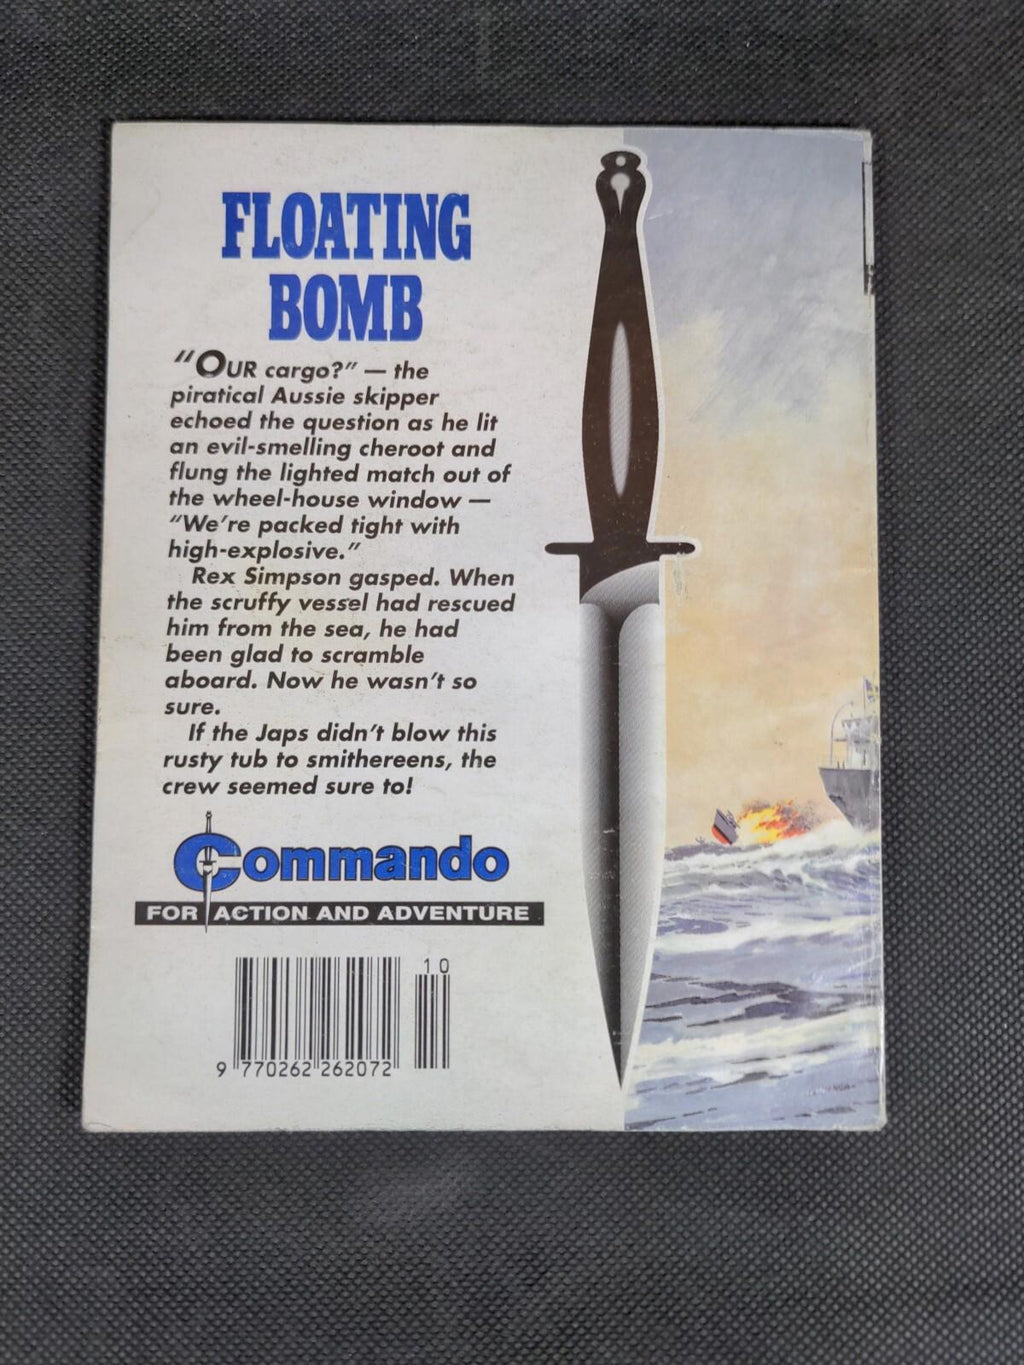 FLOATING
BOMB
"OUR cargo?" — the
piratical Aussie skipper
echoed the question as he lit
an evil-smelling cheroot and
flung the lighted match out of
the wheel-house window —
"We're packed tight with
high-explosive."
Rex Simpson gasped. When
the scruffy vessel had rescued
him from the sea, he had
been glad to scramble
aboard. Now he wasn't so
sure.
If the Japs didn't blow this
rusty tub to smithereens, the
crew seemed sure to!
Commando
FOR ACTION AND ADVENTURE
10
9 770262 262072